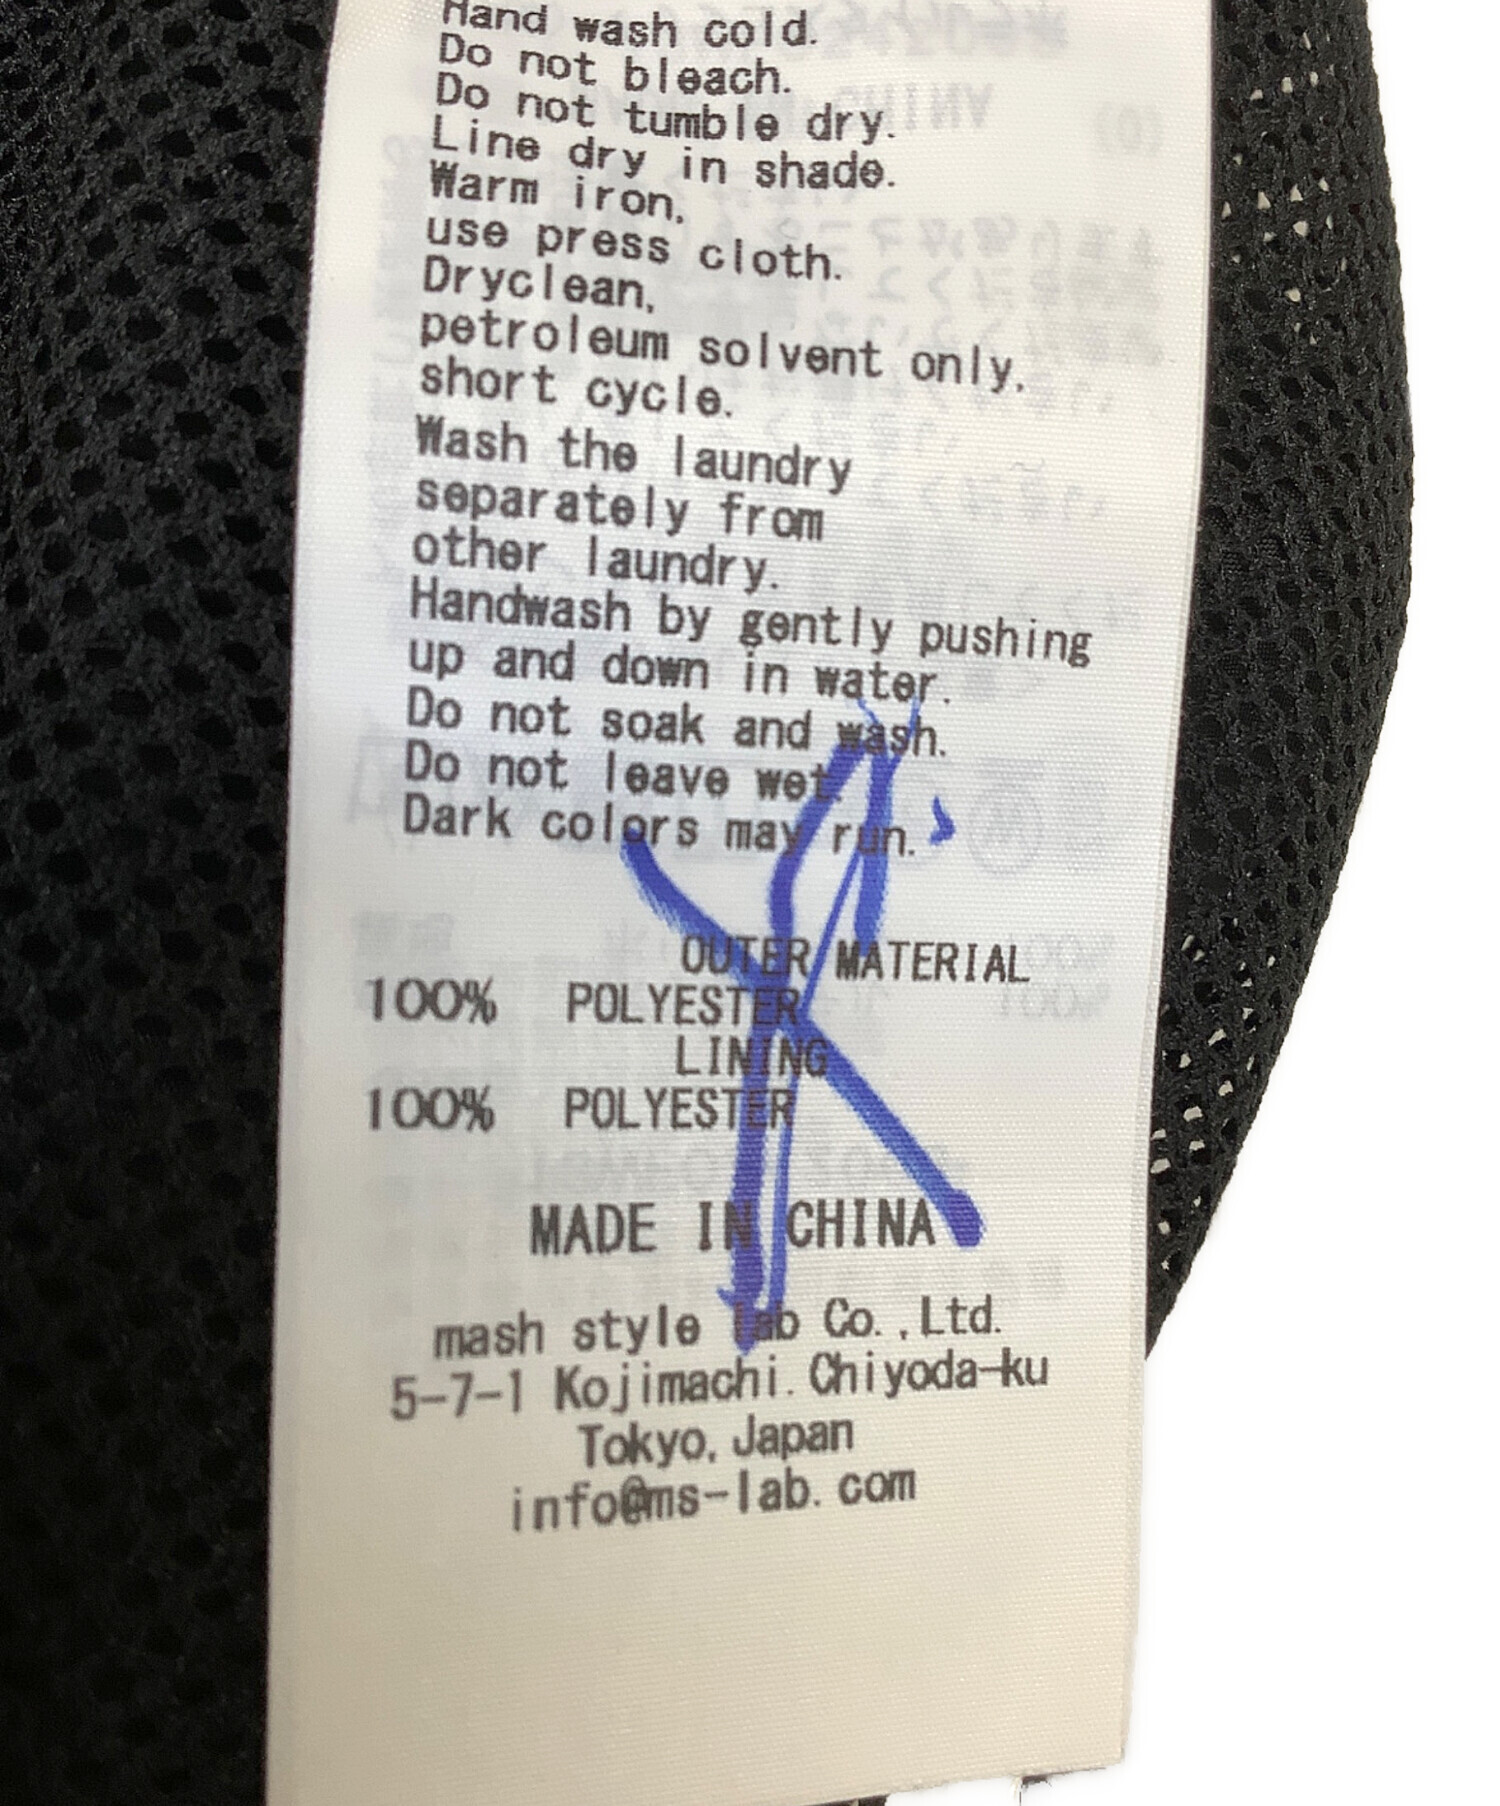 Hand wash cold.
Do not bleach.
Do not tumble dry.
Line dry in shade.
Warm iron,
use press cloth.
Dryclean,
petroleum solvent only,
short cycle.
Wash the laundry
separately from
other laundry.
Handwash by gently pushing
up and down in water.
Do not soak and wash.
Do not leave wet.
Dark colors may run.
OUTER MATERIAL
100% POLYESTER
LINING
100% POLYESTER
MADE IN CHINA
mash style lab Co.,Ltd.
5-7-1 Kojimachi. Chiyoda-ku
Tokyo, Japan
info@ms-lab.com